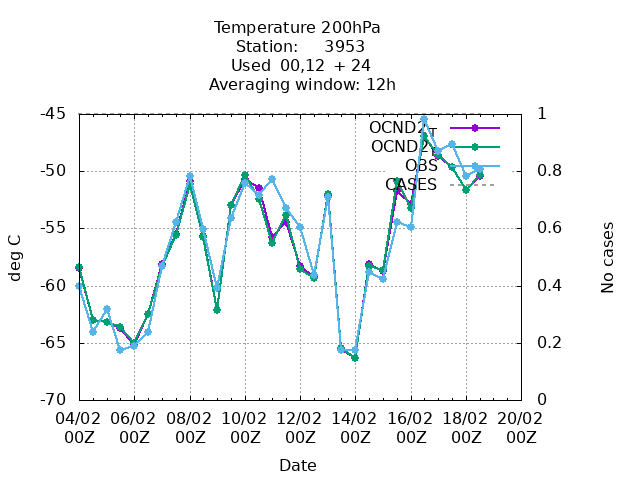 Temperature 200hPa
Station: 3953
Used 00,12 + 24
Averaging window: 12h
-45
-50
-55
-60
-65
-70
1
0.8
0.6
0.4
0.2
0
deg C
No cases
OCND2T
OBS
CASES
04/02 06/02 08/02 10/02 12/02 14/02 16/02 18/02 20/02
00Z 00Z 00Z 00Z 00Z 00Z 00Z 00Z 00Z
Date